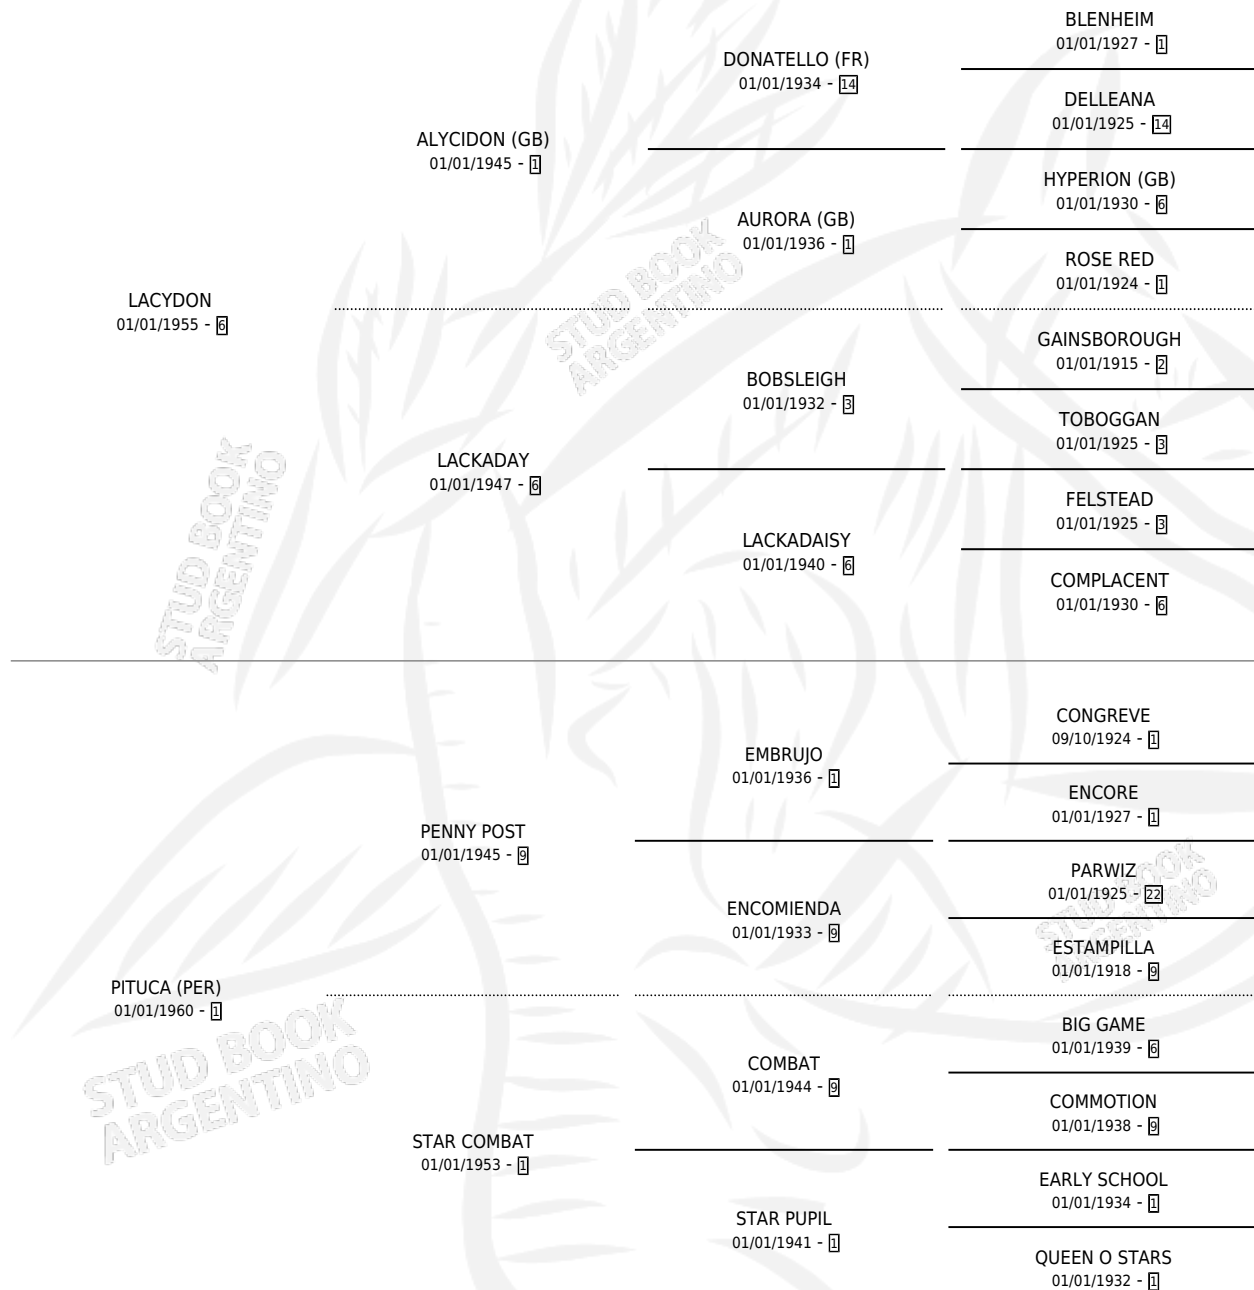 BLENHEIM
01/01/1927 - 1
DONATELLO (FR)
01/01/1934 - 14
DELLEANA
01/01/1925 - 14
ALYCIDON (GB)
01/01/1945 - 1
HYPERION (GB)
01/01/1930 - 6
AURORA (GB)
01/01/1936 - 1
ROSE RED
01/01/1924 - 1
LACYDON
01/01/1955 - 6
GAINSBOROUGH
01/01/1915 - 2
BOBSLEIGH
01/01/1932 - 3
TOBOGGAN
01/01/1925 - 3
LACKADAY
01/01/1947 - 6
FELSTEAD
01/01/1925 - 3
LACKADAISY
01/01/1940 - 6
COMPLACENT
01/01/1930 - 6
CONGREVE
09/10/1924 - 1
EMBRUJO
01/01/1936 - 1
ENCORE
01/01/1927 - 1
PENNY POST
01/01/1945 - 9
PARWIZ
01/01/1925 - 22
ENCOMIENDA
01/01/1933 - 9
ESTAMPILLA
01/01/1918 - 9
PITUCA (PER)
01/01/1960 - 1
BIG GAME
01/01/1939 - 6
COMBAT
01/01/1944 - 9
COMMOTION
01/01/1938 - 9
STAR COMBAT
01/01/1953 - 1
EARLY SCHOOL
01/01/1934 - 1
STAR PUPIL
01/01/1941 - 1
QUEEN O STARS
01/01/1932 - 1
STUD BOOK
ARGENTINO
STUD BOOK
ARGENTINO
STUD BOOK
ARGENTINO
STUD BOOK
ARGENTINO